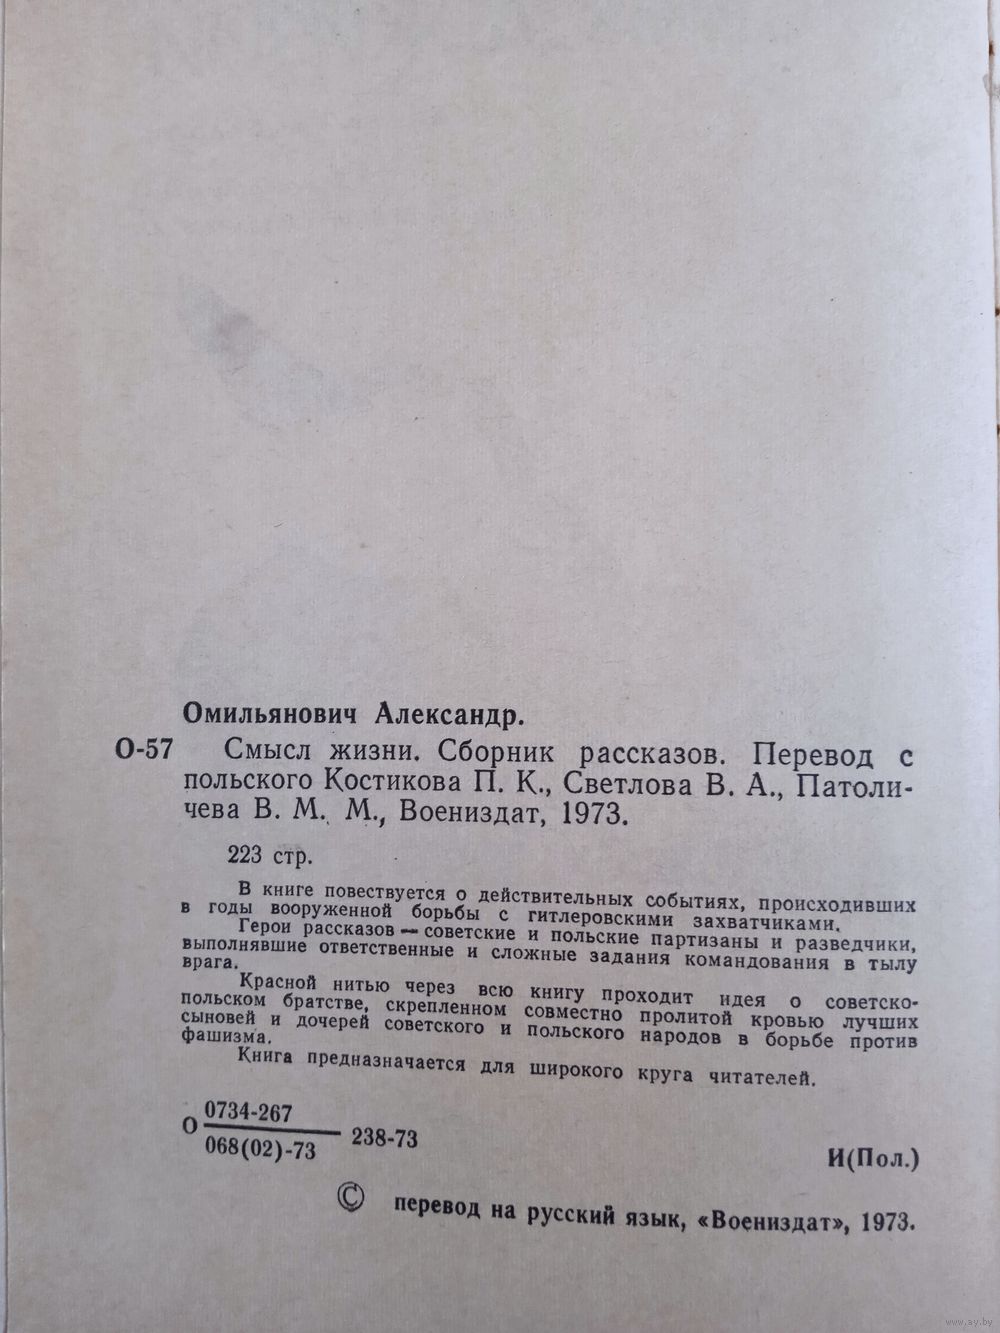 Омильянович Александр.
О-57 Смысл жизни. Сборник рассказов. Перевод с
польского Костикова П. К., Светлова В. А., Патоли-
чева В. М. М., Воениздат, 1973.
223 стр.
В книге повествуется о действительных событиях, происходивших
в годы вооруженной борьбы с гитлеровскими захватчиками.
Герои рассказов — советские и польские партизаны и разведчики,
выполнявшие ответственные и сложные задания командования в тылу
врага.
Красной нитью через всю книгу проходит идея о советско-
польском братстве, скрепленном совместно пролитой кровью лучших
сыновей и дочерей советского и польского народов в борьбе против
фашизма.
Книга предназначается для широкого круга читателей.
О 0734-267
068(02)-73 238-73
И(Пол.)
© перевод на русский язык, «Воениздат», 1973.
www.ay.by